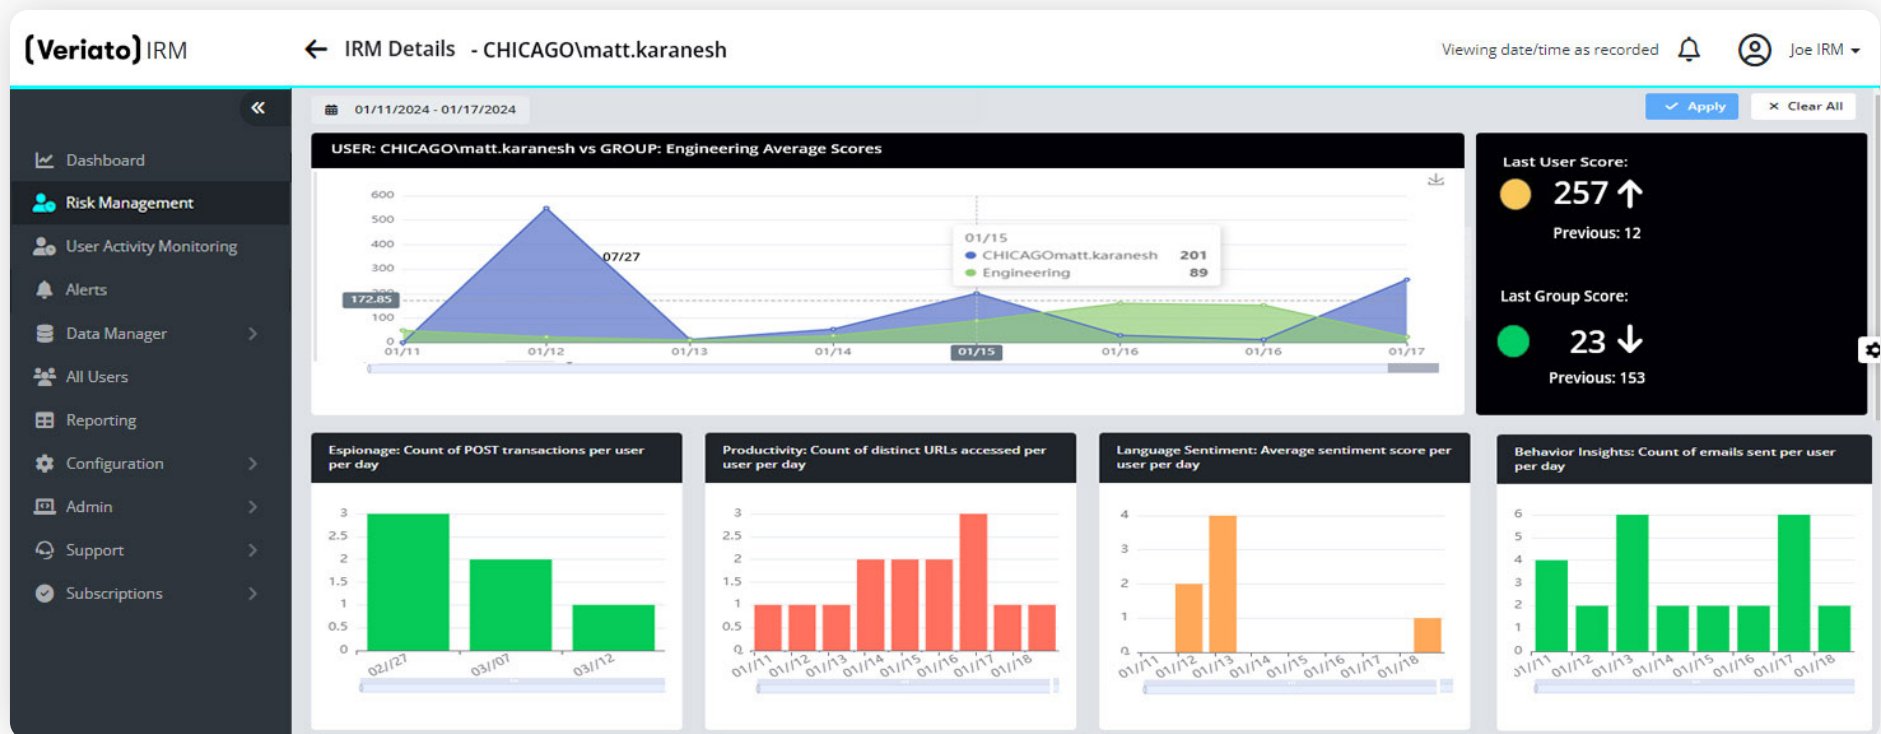 (Veriato) IRM
IRM Details - CHICAGO\matt.karanesh
Viewing date/time as recorded
Joe IRM
Dashboard
Risk Management
User Activity Monitoring
Alerts
Data Manager
All Users
Reporting
Configuration
Admin
Support
Subscriptions
01/11/2024 - 01/17/2024
Apply
Clear All
USER: CHICAGO\matt.karanesh vs GROUP: Engineering Average Scores
600
500
400
300
172.85
100
0
07/27
01/15
CHICAGOmatt.karanesh 201
Engineering 89
01/11 01/12 01/13 01/14 01/15 01/16 01/16 01/17
Last User Score:
257
Previous: 12
Last Group Score:
23
Previous: 153
Espionage: Count of POST transactions per user
per day
3
2.5
2
1.5
1
0.5
0
02//27 03//07 03//12
Productivity: Count of distinct URLs accessed per
user per day
3
2.5
2
1.5
1
0.5
0
01//11 01//12 01//13 01//14 01//15 01//16 01//17 01//18
Language Sentiment: Average sentiment score per
user per day
4
3
2
1
0
01//11 01//12 01//13 01//14 01//15 01//16 01//17 01//18
Behavior Insights: Count of emails sent per user
per day
6
5
4
3
2
1
0
01//12 01//13 01//14 01//15 01//16 01//17 01//18